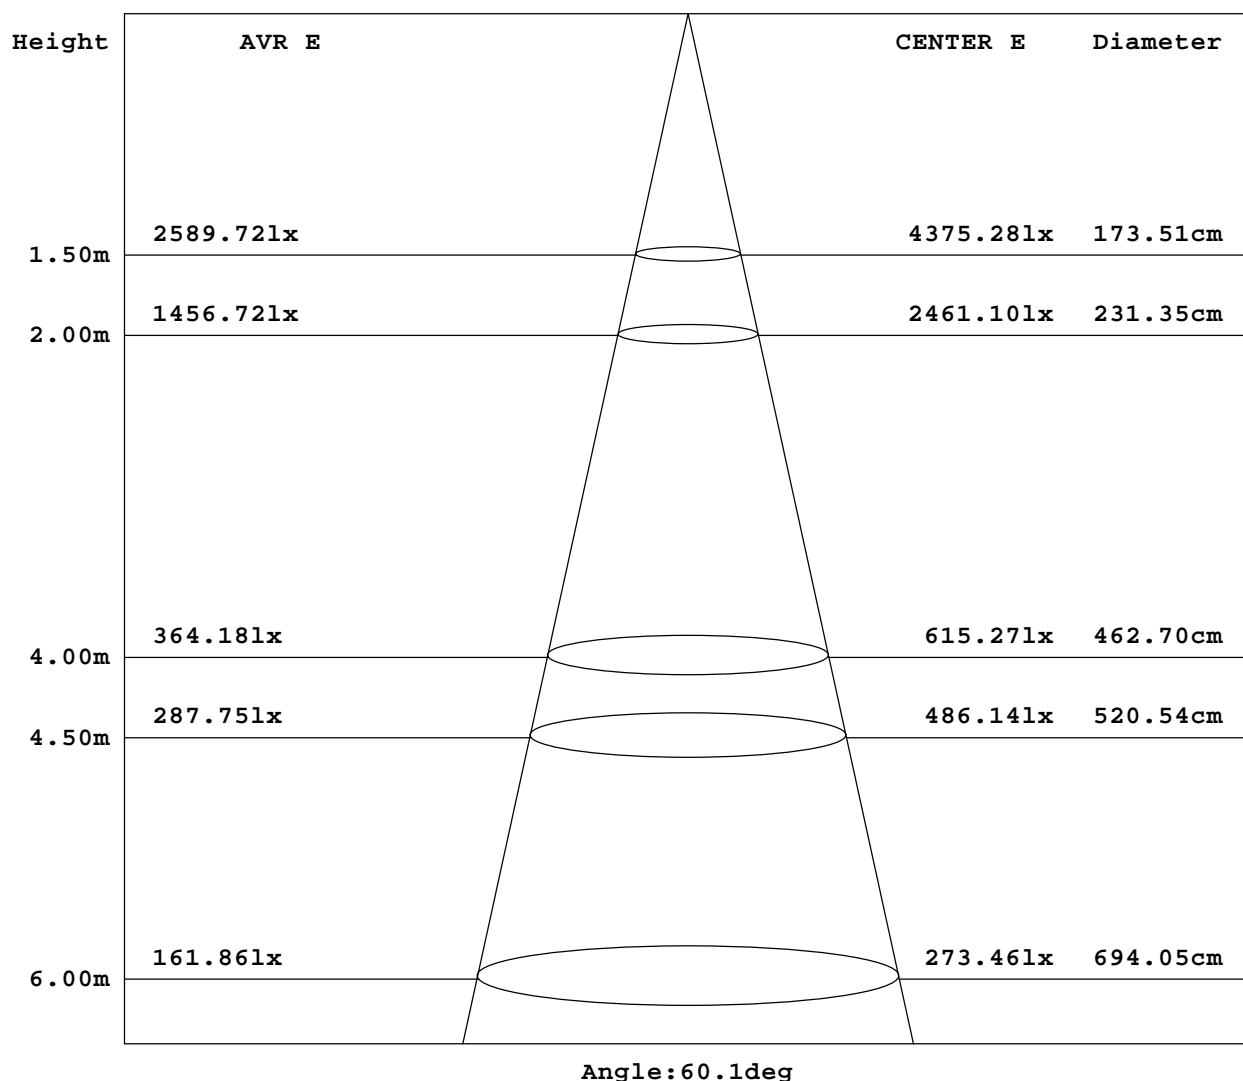 Height AVR E CENTER E Diameter
2589.72lx 4375.28lx 173.51cm
1.50m
1456.72lx 2461.10lx 231.35cm
2.00m
364.18lx 615.27lx 462.70cm
4.00m
287.75lx 486.14lx 520.54cm
4.50m
161.86lx 273.46lx 694.05cm
6.00m
Angle:60.1deg